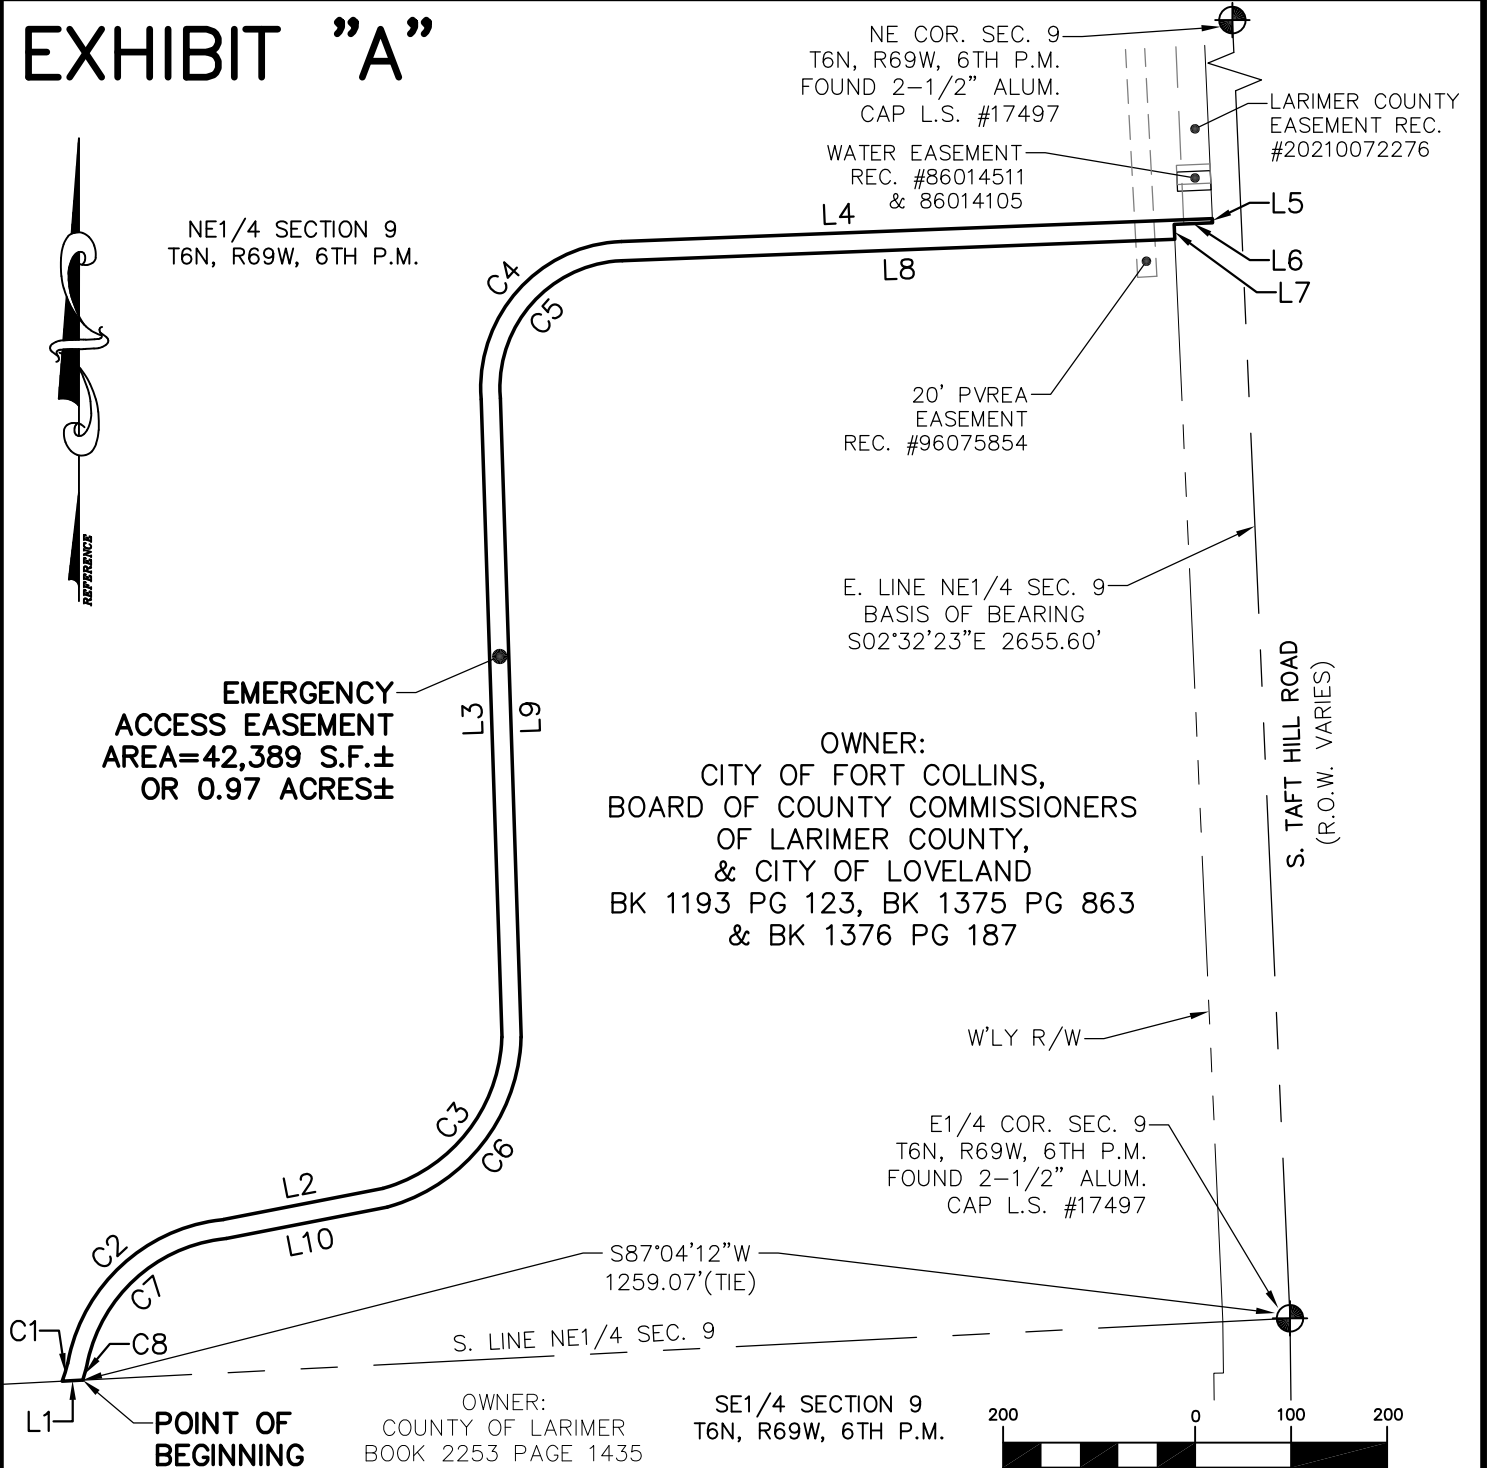 EXHIBIT "A"
NE COR. SEC. 9
T6N, R69W, 6TH P.M.
FOUND 2-1/2" ALUM.
CAP L.S. #17497
LARIMER COUNTY
EASEMENT REC.
#20210072276
WATER EASEMENT
REC. #86014511
& 86014105
NE1/4 SECTION 9
T6N, R69W, 6TH P.M.
L4
L5
L6
L7
L8
C4
C5
20' PVREA
EASEMENT
REC. #96075854
REFERENCE
E. LINE NE1/4 SEC. 9
BASIS OF BEARING
S02°32'23"E 2655.60'
S. TAFT HILL ROAD
(R.O.W. VARIES)
EMERGENCY
ACCESS EASEMENT
AREA=42,389 S.F.±
OR 0.97 ACRES±
L3
L9
OWNER:
CITY OF FORT COLLINS,
BOARD OF COUNTY COMMISSIONERS
OF LARIMER COUNTY,
& CITY OF LOVELAND
BK 1193 PG 123, BK 1375 PG 863
& BK 1376 PG 187
W'LY R/W
C3
C6
E1/4 COR. SEC. 9
T6N, R69W, 6TH P.M.
FOUND 2-1/2" ALUM.
CAP L.S. #17497
L2
L10
C2
C7
S87°04'12"W
1259.07'(TIE)
C1
C8
S. LINE NE1/4 SEC. 9
L1
POINT OF
BEGINNING
OWNER:
COUNTY OF LARIMER
BOOK 2253 PAGE 1435
SE1/4 SECTION 9
T6N, R69W, 6TH P.M.
200 0 100 200